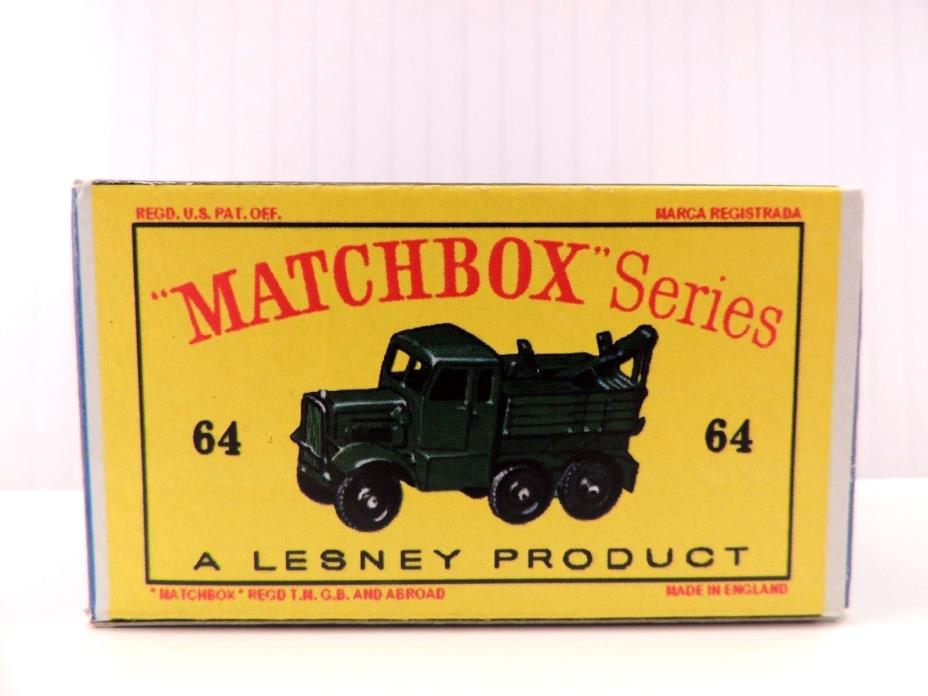 REGD. U.S. PAT. OFF. MARCA REGISTRADA
"MATCHBOX" Series
64 64
A LESNEY PRODUCT
"MATCHBOX" REGD T.M. G.B. AND ABROAD MADE IN ENGLAND